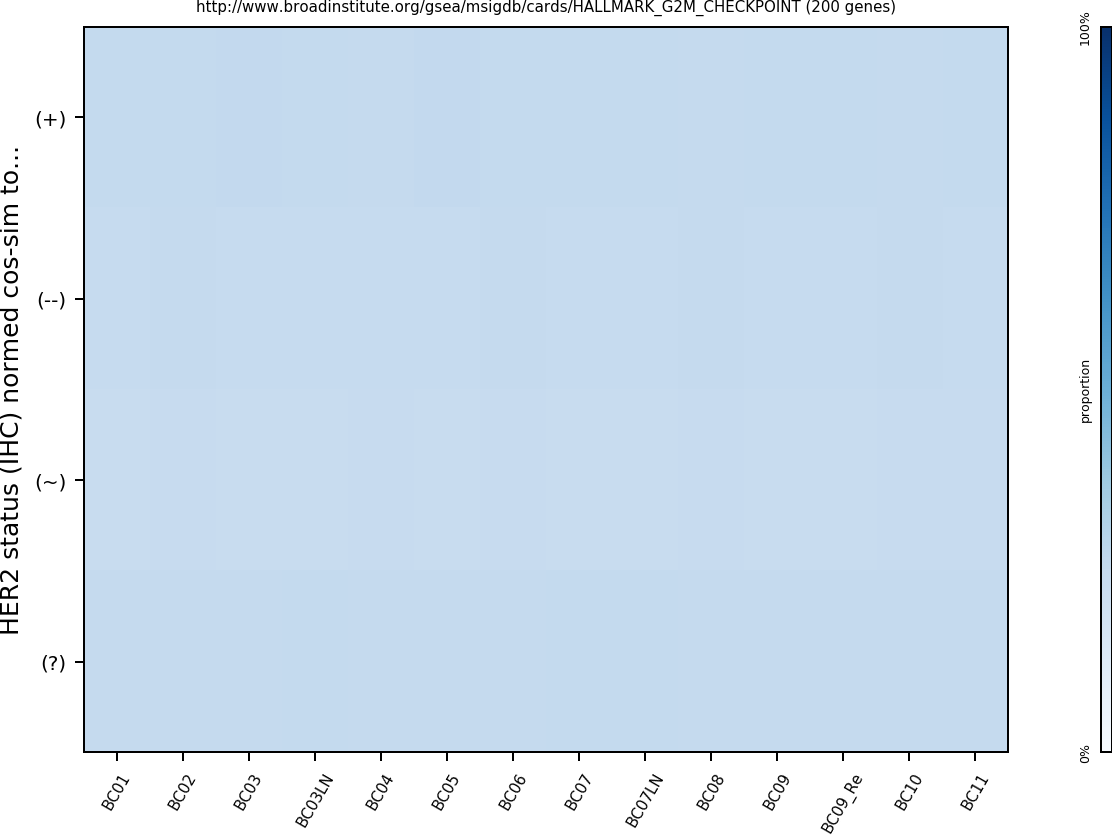 http://www.broadinstitute.org/gsea/msigdb/cards/HALLMARK_G2M_CHECKPOINT (200 genes)
HER2 status (IHC) normed cos-sim to...
(+)
(--)
(~)
(?)
BC01
BC02
BC03
BC03LN
BC04
BC05
BC06
BC07
BC07LN
BC08
BC09
BC09_Re
BC10
BC11
100%
proportion
0%